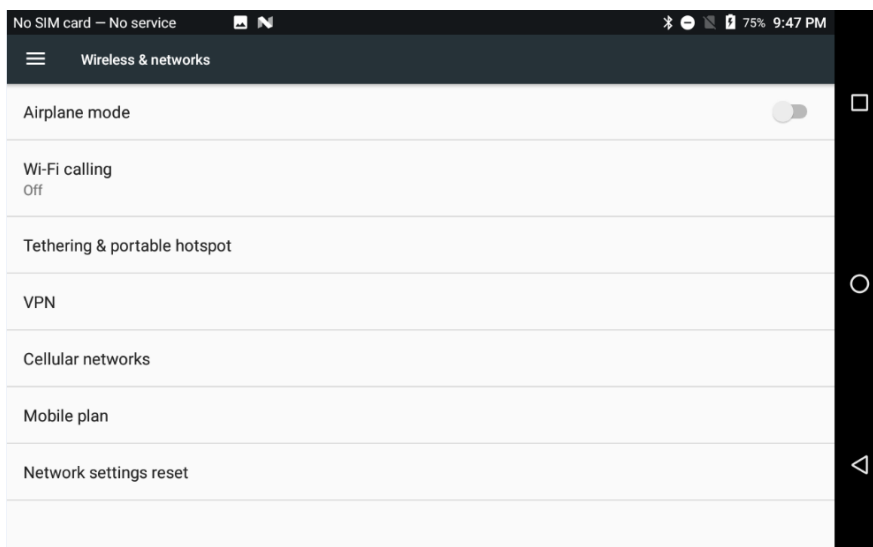 No SIM card — No service 75% 9:47 PM
Wireless & networks
Airplane mode
Wi-Fi calling
Off
Tethering & portable hotspot
VPN
Cellular networks
Mobile plan
Network settings reset